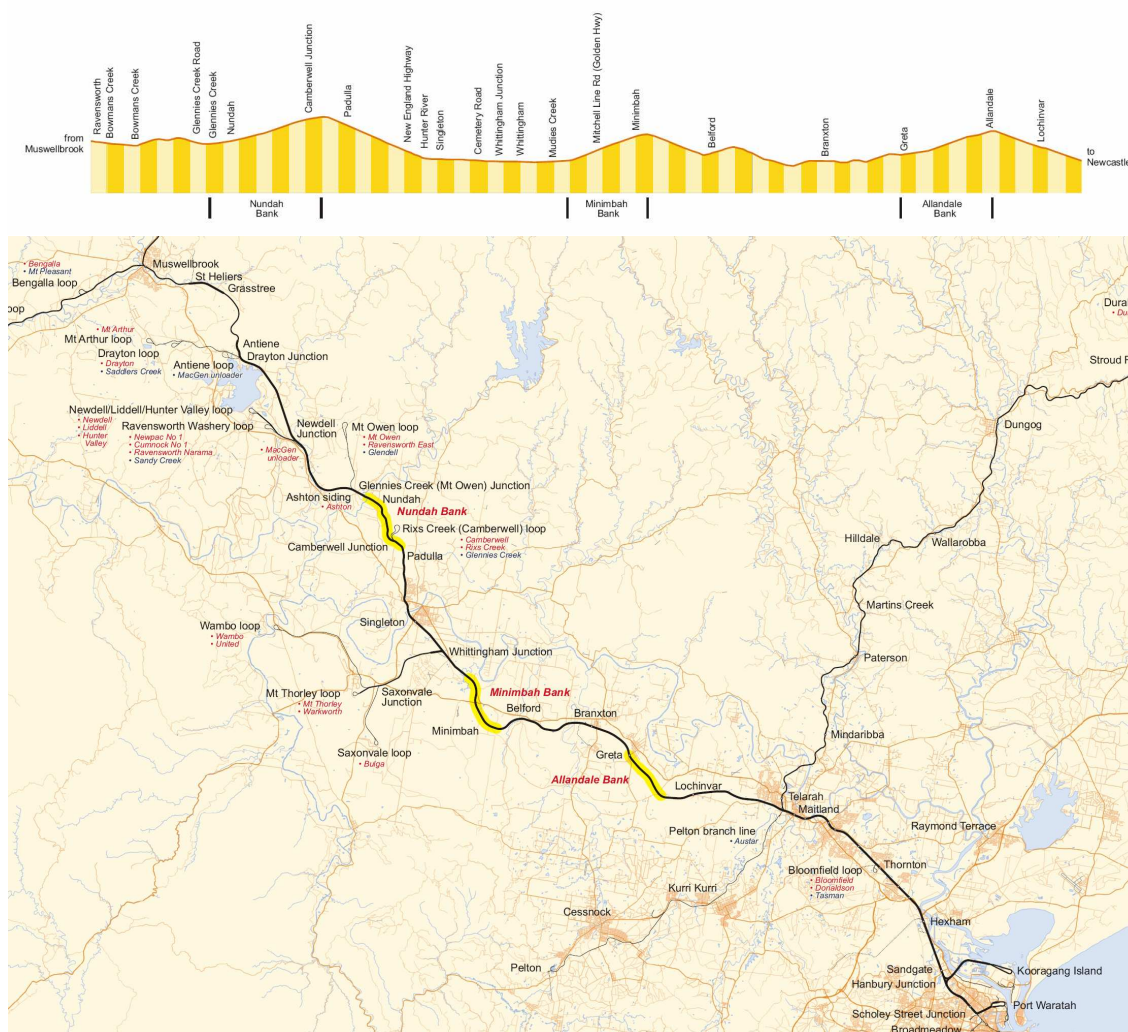 from
Muswellbrook
Ravensworth
Bowmans Creek
Bowmans Creek
Glennies Creek Road
Glennies Creek
Nundah
Camberwell Junction
Padulla
New England Highway
Hunter River
Singleton
Cemetery Road
Whittingham Junction
Whittingham
Mudies Creek
Mitchell Line Rd (Golden Hwy)
Minimbah
Belford
Branxton
Greta
Allandale
Lochinvar
to
Newcastle
Nundah
Bank
Minimbah
Bank
Allandale
Bank
• Bengalla
• Mt Pleasant
Bengalla loop
oop
Muswellbrook
St Heliers
Grasstree
• Mt Arthur
Mt Arthur loop
Drayton loop
• Drayton
• Saddlers Creek
Antiene
Drayton Junction
Antiene loop
• MacGen unloader
Newdell/Liddell/Hunter Valley loop
• Newdell
• Liddell
• Hunter
Valley
Ravensworth Washery loop
• Newpac No 1
• Cumnock No 1
• Ravensworth Narama
• Sandy Creek
Newdell
Junction
• MacGen
unloader
Mt Owen loop
• Mt Owen
• Ravensworth East
• Glendell
Glennies Creek (Mt Owen) Junction
Ashton siding
• Ashton
Nundah
Nundah Bank
Rixs Creek (Camberwell) loop
• Camberwell
• Rixs Creek
• Glennies Creek
Camberwell Junction
Padulla
Singleton
Wambo loop
• Wambo
• United
Whittingham Junction
Mt Thorley loop
• Mt Thorley
• Warkworth
Saxonvale
Junction
Saxonvale loop
• Bulga
Minimbah Bank
Minimbah
Belford
Branxton
Greta
Allandale Bank
Lochinvar
Dura
• Du
Stroud R
Dungog
Hilldale
Wallarobba
Martins Creek
Paterson
Mindaribba
Telarah
Maitland
Pelton branch line
• Austar
Raymond Terrace
Thornton
Bloomfield loop
• Bloomfield
• Donaldson
• Tasman
Kurri Kurri
Cessnock
Pelton
Hexham
Sandgate
Hanbury Junction
Kooragang Island
Port Waratah
Scholey Street Junction
Broadmeadow